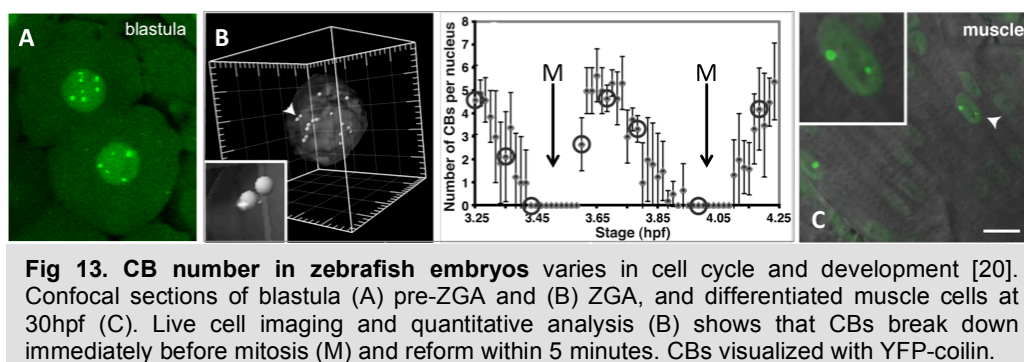 A
blastula
B
Number of CBs per nucleus
8
7
6
5
4
3
2
1
0
M
M
3.25
3.45
3.65
3.85
4.05
4.25
Stage (hpf)
muscle
C
Fig 13. CB number in zebrafish embryos varies in cell cycle and development [20].
Confocal sections of blastula (A) pre-ZGA and (B) ZGA, and differentiated muscle cells at
30hpf (C). Live cell imaging and quantitative analysis (B) shows that CBs break down
immediately before mitosis (M) and reform within 5 minutes. CBs visualized with YFP-coilin.